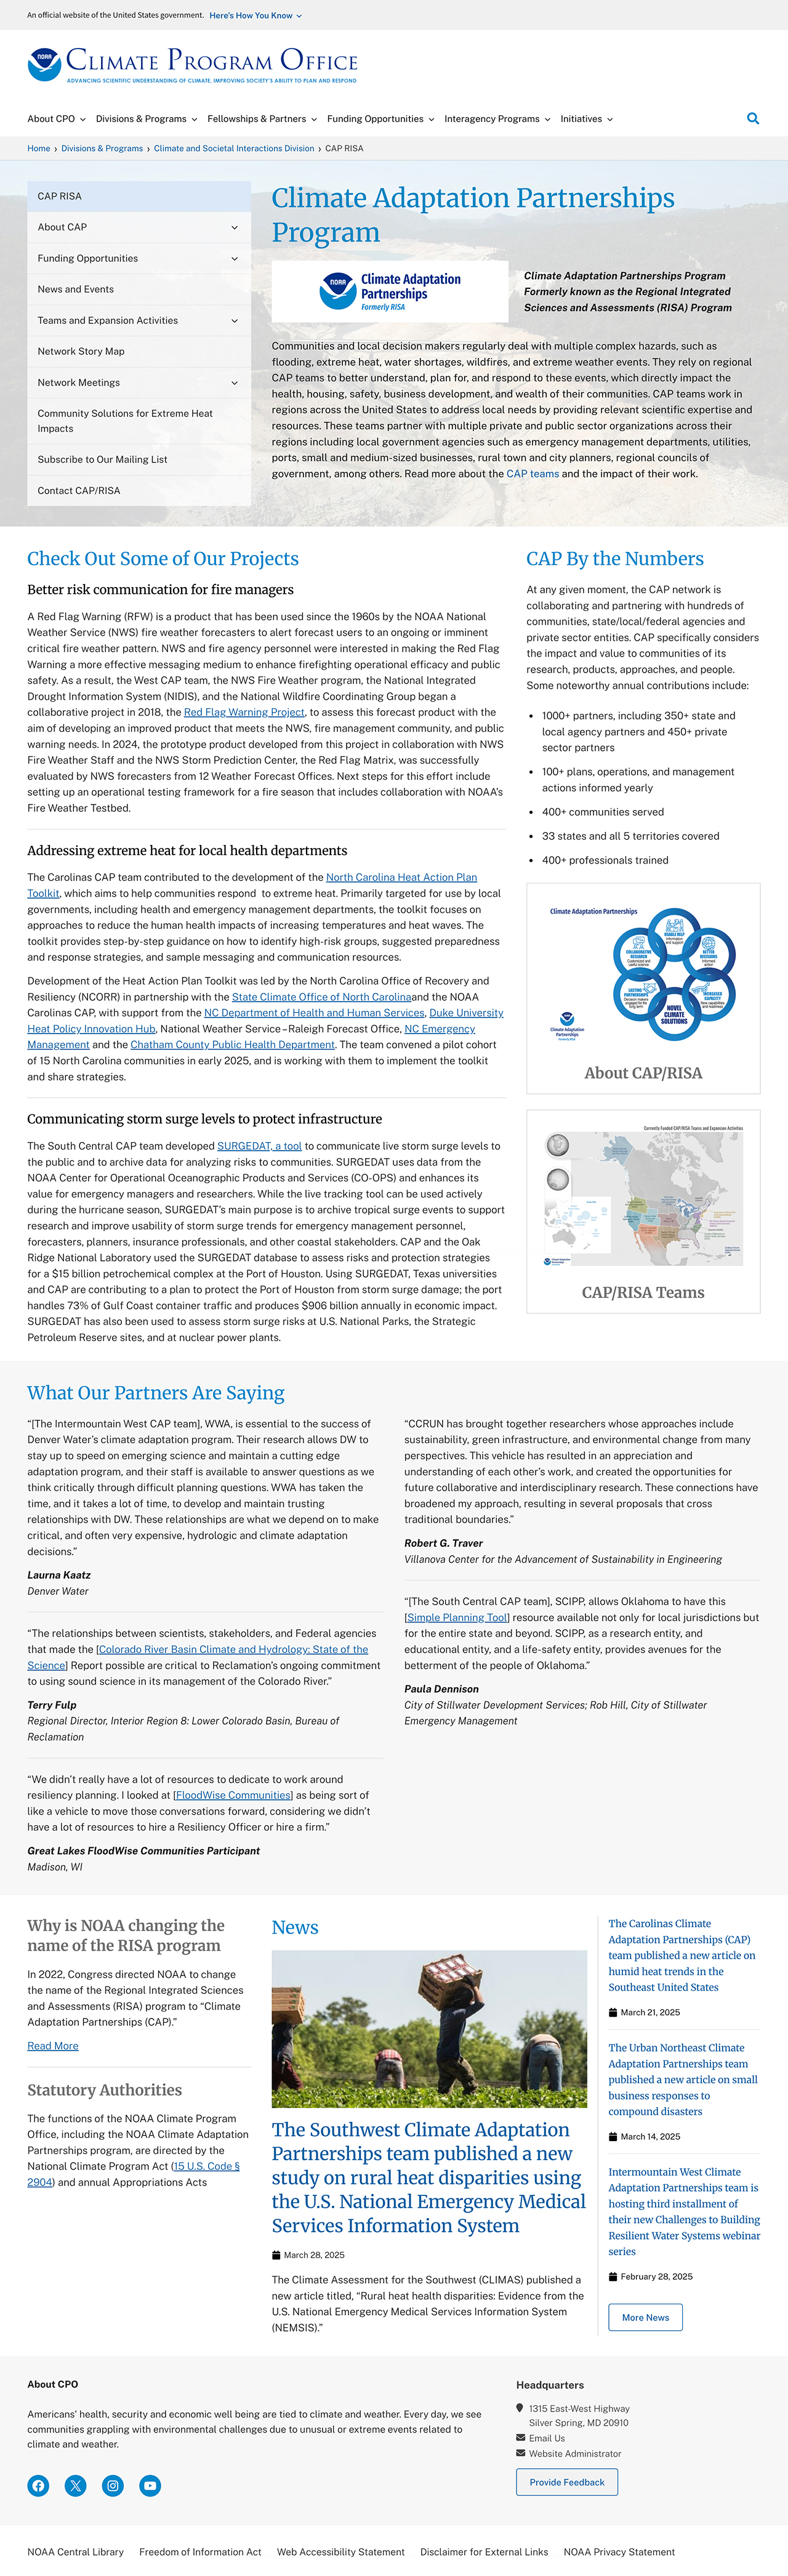 An official website of the United States government. Here's How You Know
NOAA
CLIMATE PROGRAM OFFICE
ADVANCING SCIENTIFIC UNDERSTANDING OF CLIMATE, IMPROVING SOCIETY'S ABILITY TO PLAN AND RESPOND
About CPO Divisions & Programs Fellowships & Partners Funding Opportunities Interagency Programs Initiatives
Home › Divisions & Programs › Climate and Societal Interactions Division › CAP RISA
CAP RISA
About CAP
Funding Opportunities
News and Events
Teams and Expansion Activities
Network Story Map
Network Meetings
Community Solutions for Extreme Heat
Impacts
Subscribe to Our Mailing List
Contact CAP/RISA
Climate Adaptation Partnerships
Program
NOAA
Climate Adaptation
Partnerships
Formerly RISA
Climate Adaptation Partnerships Program
Formerly known as the Regional Integrated
Sciences and Assessments (RISA) Program
Communities and local decision makers regularly deal with multiple complex hazards, such as
flooding, extreme heat, water shortages, wildfires, and extreme weather events. They rely on regional
CAP teams to better understand, plan for, and respond to these events, which directly impact the
health, housing, safety, business development, and wealth of their communities. CAP teams work in
regions across the United States to address local needs by providing relevant scientific expertise and
resources. These teams partner with multiple private and public sector organizations across their
regions including local government agencies such as emergency management departments, utilities,
ports, small and medium-sized businesses, rural town and city planners, regional councils of
government, among others. Read more about the CAP teams and the impact of their work.
Check Out Some of Our Projects
Better risk communication for fire managers
A Red Flag Warning (RFW) is a product that has been used since the 1960s by the NOAA National
Weather Service (NWS) fire weather forecasters to alert forecast users to an ongoing or imminent
critical fire weather pattern. NWS and fire agency personnel were interested in making the Red Flag
Warning a more effective messaging medium to enhance firefighting operational efficacy and public
safety. As a result, the West CAP team, the NWS Fire Weather program, the National Integrated
Drought Information System (NIDIS), and the National Wildfire Coordinating Group began a
collaborative project in 2018, the Red Flag Warning Project, to assess this forecast product with the
aim of developing an improved product that meets the NWS, fire management community, and public
warning needs. In 2024, the prototype product developed from this project in collaboration with NWS
Fire Weather Staff and the NWS Storm Prediction Center, the Red Flag Matrix, was successfully
evaluated by NWS forecasters from 12 Weather Forecast Offices. Next steps for this effort include
setting up an operational testing framework for a fire season that includes collaboration with NOAA's
Fire Weather Testbed.
Addressing extreme heat for local health departments
The Carolinas CAP team contributed to the development of the North Carolina Heat Action Plan
Toolkit, which aims to help communities respond to extreme heat. Primarily targeted for use by local
governments, including health and emergency management departments, the toolkit focuses on
approaches to reduce the human health impacts of increasing temperatures and heat waves. The
toolkit provides step-by-step guidance on how to identify high-risk groups, suggested preparedness
and response strategies, and sample messaging and communication resources.
Development of the Heat Action Plan Toolkit was led by the North Carolina Office of Recovery and
Resiliency (NCORR) in partnership with the State Climate Office of North Carolinaand the NOAA
Carolinas CAP, with support from the NC Department of Health and Human Services, Duke University
Heat Policy Innovation Hub, National Weather Service–Raleigh Forecast Office, NC Emergency
Management and the Chatham County Public Health Department. The team convened a pilot cohort
of 15 North Carolina communities in early 2025, and is working with them to implement the toolkit
and share strategies.
Communicating storm surge levels to protect infrastructure
The South Central CAP team developed SURGEDAT, a tool to communicate live storm surge levels to
the public and to archive data for analyzing risks to communities. SURGEDAT uses data from the
NOAA Center for Operational Oceanographic Products and Services (CO-OPS) and enhances its
value for emergency managers and researchers. While the live tracking tool can be used actively
during the hurricane season, SURGEDAT's main purpose is to archive tropical surge events to support
research and improve usability of storm surge trends for emergency management personnel,
forecasters, planners, insurance professionals, and other coastal stakeholders. CAP and the Oak
Ridge National Laboratory used the SURGEDAT database to assess risks and protection strategies
for a $15 billion petrochemical complex at the Port of Houston. Using SURGEDAT, Texas universities
and CAP are contributing to a plan to protect the Port of Houston from storm surge damage; the port
handles 73% of Gulf Coast container traffic and produces $906 billion annually in economic impact.
SURGEDAT has also been used to assess storm surge risks at U.S. National Parks, the Strategic
Petroleum Reserve sites, and at nuclear power plants.
CAP By the Numbers
At any given moment, the CAP network is
collaborating and partnering with hundreds of
communities, state/local/federal agencies and
private sector entities. CAP specifically considers
the impact and value to communities of its
research, products, approaches, and people.
Some noteworthy annual contributions include:
• 1000+ partners, including 350+ state and
local agency partners and 450+ private
sector partners
• 100+ plans, operations, and management
actions informed yearly
• 400+ communities served
• 33 states and all 5 territories covered
• 400+ professionals trained
Climate Adaptation Partnerships
USABLE HELP
COLLABORATIVE RESEARCH
BETTER DECISIONS
LASTING PARTNERSHIPS
INCREASED CAPACITY
NOVEL CLIMATE SOLUTIONS
Climate Adaptation
Partnerships
About CAP/RISA
Currently Funded CAP/RISA Teams and Expansion Activities
CAP/RISA Teams
What Our Partners Are Saying
“[The Intermountain West CAP team], WWA, is essential to the success of
Denver Water's climate adaptation program. Their research allows DW to
stay up to speed on emerging science and maintain a cutting edge
adaptation program, and their staff is available to answer questions as we
think critically through difficult planning questions. WWA has taken the
time, and it takes a lot of time, to develop and maintain trusting
relationships with DW. These relationships are what we depend on to make
critical, and often very expensive, hydrologic and climate adaptation
decisions.”
Laurna Kaatz
Denver Water
“The relationships between scientists, stakeholders, and Federal agencies
that made the [Colorado River Basin Climate and Hydrology: State of the
Science] Report possible are critical to Reclamation's ongoing commitment
to using sound science in its management of the Colorado River.”
Terry Fulp
Regional Director, Interior Region 8: Lower Colorado Basin, Bureau of
Reclamation
“We didn't really have a lot of resources to dedicate to work around
resiliency planning. I looked at [FloodWise Communities] as being sort of
like a vehicle to move those conversations forward, considering we didn't
have a lot of resources to hire a Resiliency Officer or hire a firm.”
Great Lakes FloodWise Communities Participant
Madison, WI
“CCRUN has brought together researchers whose approaches include
sustainability, green infrastructure, and environmental change from many
perspectives. This vehicle has resulted in an appreciation and
understanding of each other's work, and created the opportunities for
future collaborative and interdisciplinary research. These connections have
broadened my approach, resulting in several proposals that cross
traditional boundaries.”
Robert G. Traver
Villanova Center for the Advancement of Sustainability in Engineering
“[The South Central CAP team], SCIPP, allows Oklahoma to have this
[Simple Planning Tool] resource available not only for local jurisdictions but
for the entire state and beyond. SCIPP, as a research entity, and
educational entity, and a life-safety entity, provides avenues for the
betterment of the people of Oklahoma.”
Paula Dennison
City of Stillwater Development Services; Rob Hill, City of Stillwater
Emergency Management
Why is NOAA changing the
name of the RISA program
In 2022, Congress directed NOAA to change
the name of the Regional Integrated Sciences
and Assessments (RISA) program to “Climate
Adaptation Partnerships (CAP).”
Read More
Statutory Authorities
The functions of the NOAA Climate Program
Office, including the NOAA Climate Adaptation
Partnerships program, are directed by the
National Climate Program Act (15 U.S. Code §
2904) and annual Appropriations Acts
News
The Southwest Climate Adaptation
Partnerships team published a new
study on rural heat disparities using
the U.S. National Emergency Medical
Services Information System
March 28, 2025
The Climate Assessment for the Southwest (CLIMAS) published a
new article titled, “Rural heat health disparities: Evidence from the
U.S. National Emergency Medical Services Information System
(NEMSIS).”
The Carolinas Climate
Adaptation Partnerships (CAP)
team published a new article on
humid heat trends in the
Southeast United States
March 21, 2025
The Urban Northeast Climate
Adaptation Partnerships team
published a new article on small
business responses to
compound disasters
March 14, 2025
Intermountain West Climate
Adaptation Partnerships team is
hosting third installment of
their new Challenges to Building
Resilient Water Systems webinar
series
February 28, 2025
More News
About CPO
Americans' health, security and economic well being are tied to climate and weather. Every day, we see
communities grappling with environmental challenges due to unusual or extreme events related to
climate and weather.
Headquarters
1315 East-West Highway
Silver Spring, MD 20910
Email Us
Website Administrator
Provide Feedback
NOAA Central Library Freedom of Information Act Web Accessibility Statement Disclaimer for External Links NOAA Privacy Statement